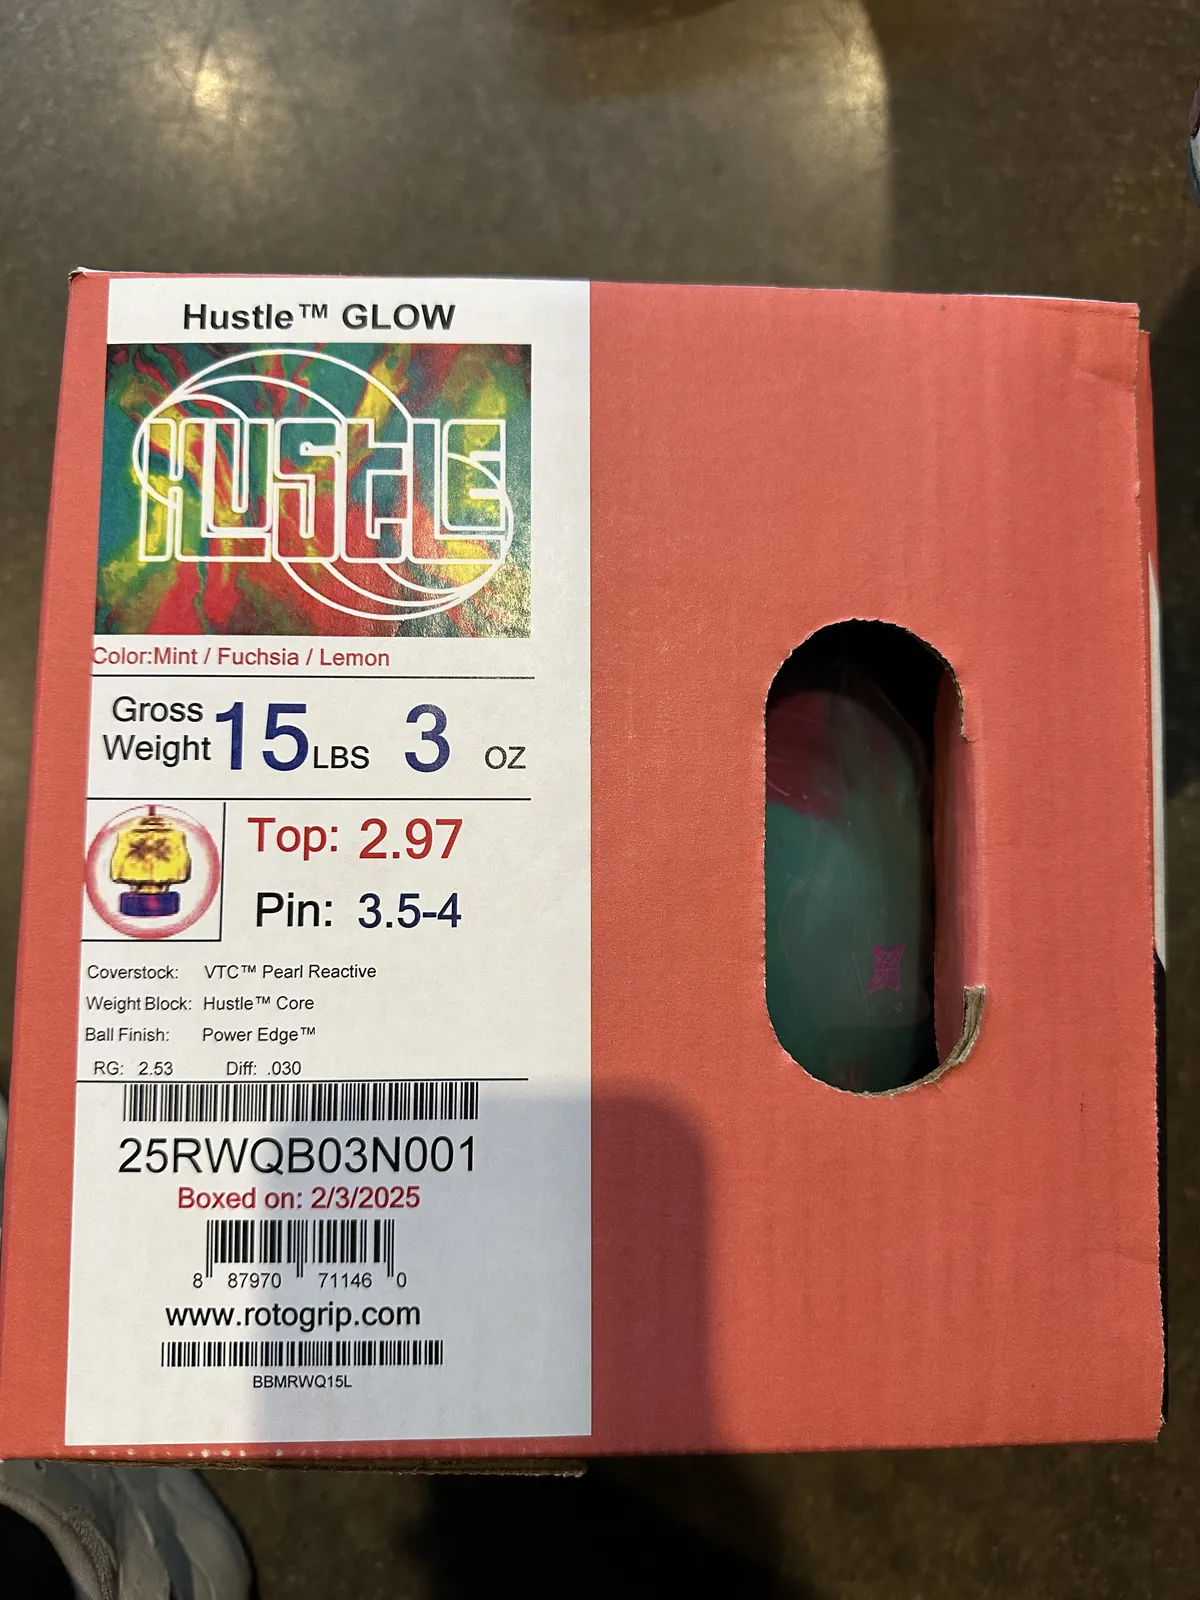 Hustle™ GLOW
HUSTLE
Color:Mint / Fuchsia / Lemon
Gross Weight 15 LBS 3 OZ
Top: 2.97
Pin: 3.5-4
Coverstock: VTC™ Pearl Reactive
Weight Block: Hustle™ Core
Ball Finish: Power Edge™
RG: 2.53 Diff: .030
25RWQB03N001
Boxed on: 2/3/2025
8 87970 71146 0
www.rotogrip.com
BBMRWQ15L